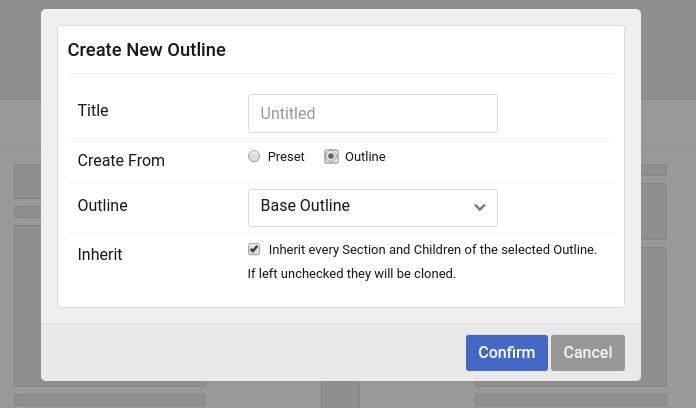 Create New Outline
Title
Untitled
Create From
Preset
Outline
Outline
Base Outline
Inherit
Inherit every Section and Children of the selected Outline.
If left unchecked they will be cloned.
Confirm
Cancel